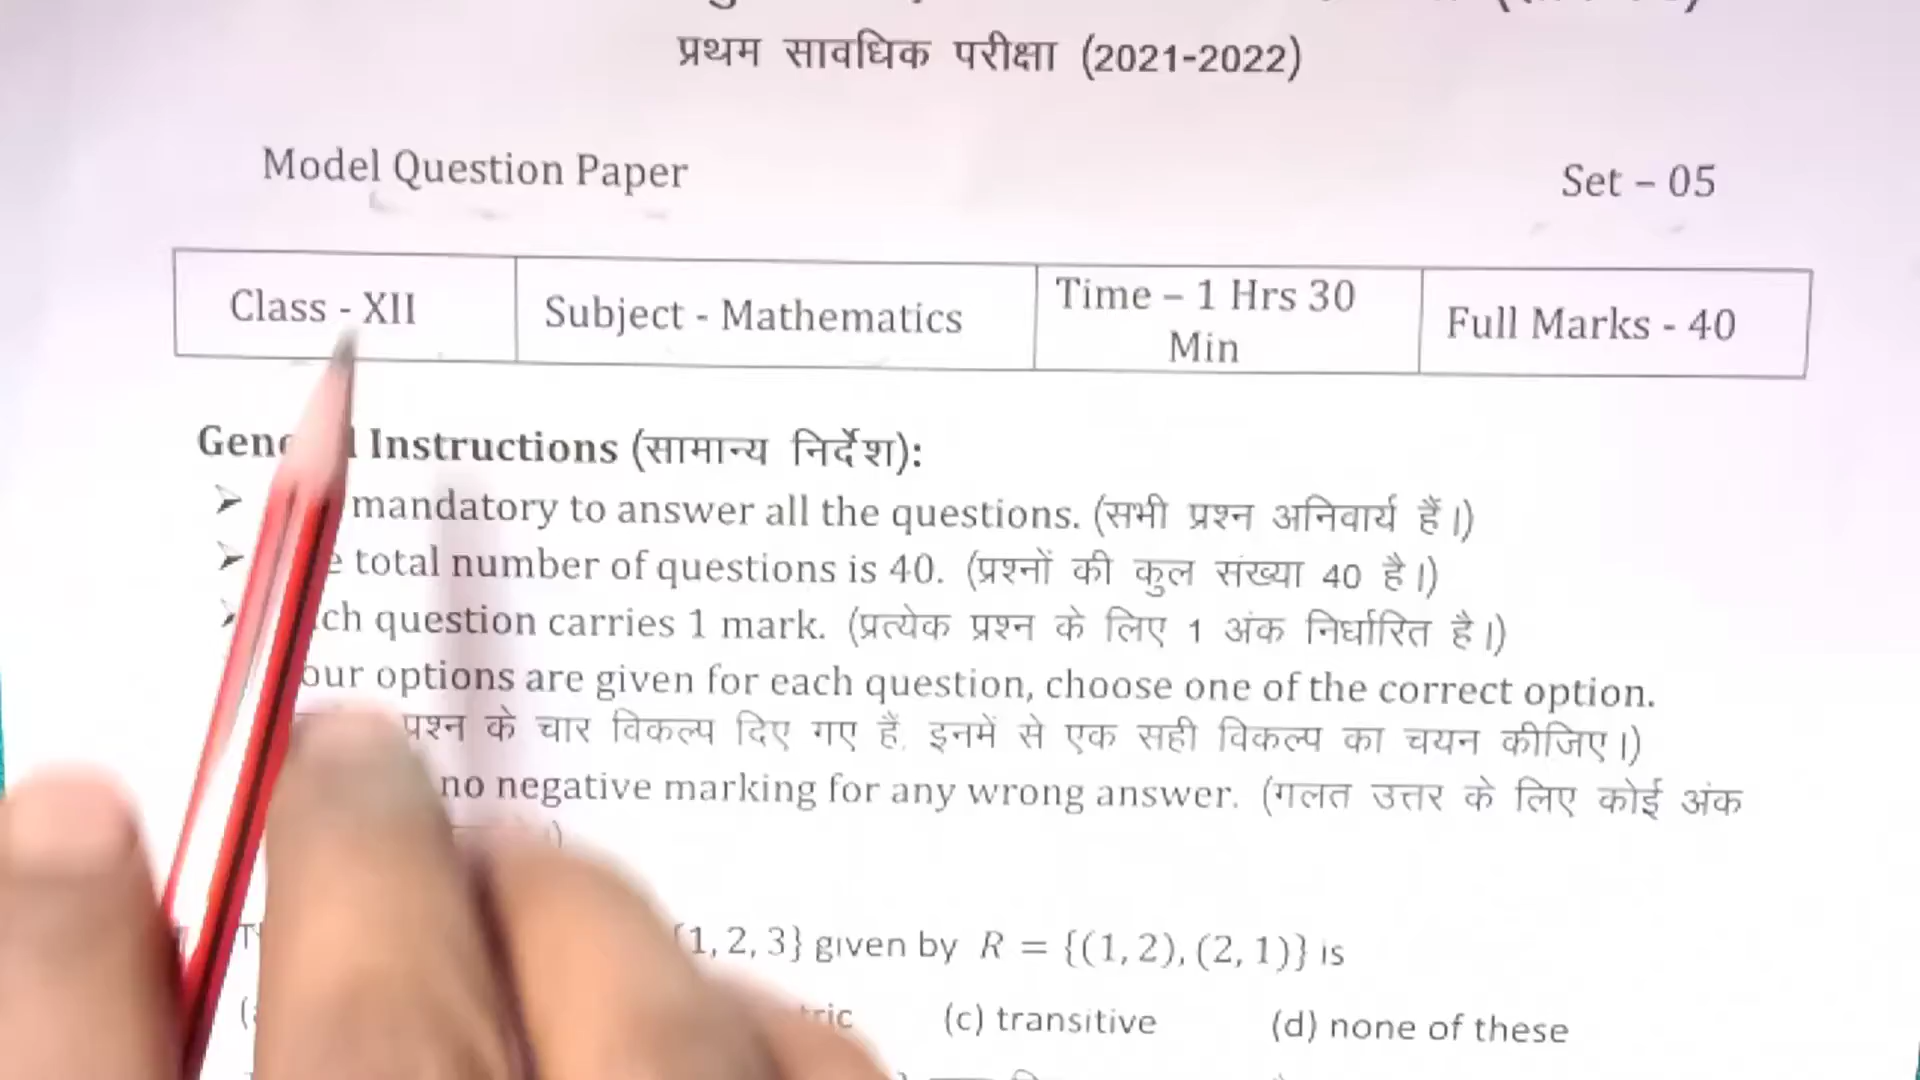 प्रथम सावधिक परीक्षा (2021-2022)
Model Question Paper
Set – 05
Class - XII
Subject - Mathematics
Time – 1 Hrs 30
Min
Full Marks - 40
Instructions (सामान्य निर्देश):
mandatory to answer all the questions. (सभी प्रश्न अनिवार्य हैं।)
total number of questions is 40. (प्रश्नों की कुल संख्या 40 है।)
question carries 1 mark. (प्रत्येक प्रश्न के लिए 1 अंक निर्धारित है।)
options are given for each question, choose one of the correct option.
प्रश्न के चार विकल्प दिए गए हैं, इनमें से एक सही विकल्प का चयन कीजिए।)
no negative marking for any wrong answer. (गलत उत्तर के लिए कोई अंक
1, 2, 3} given by R = {(1, 2), (2, 1)} is
(c) transitive
(d) none of these